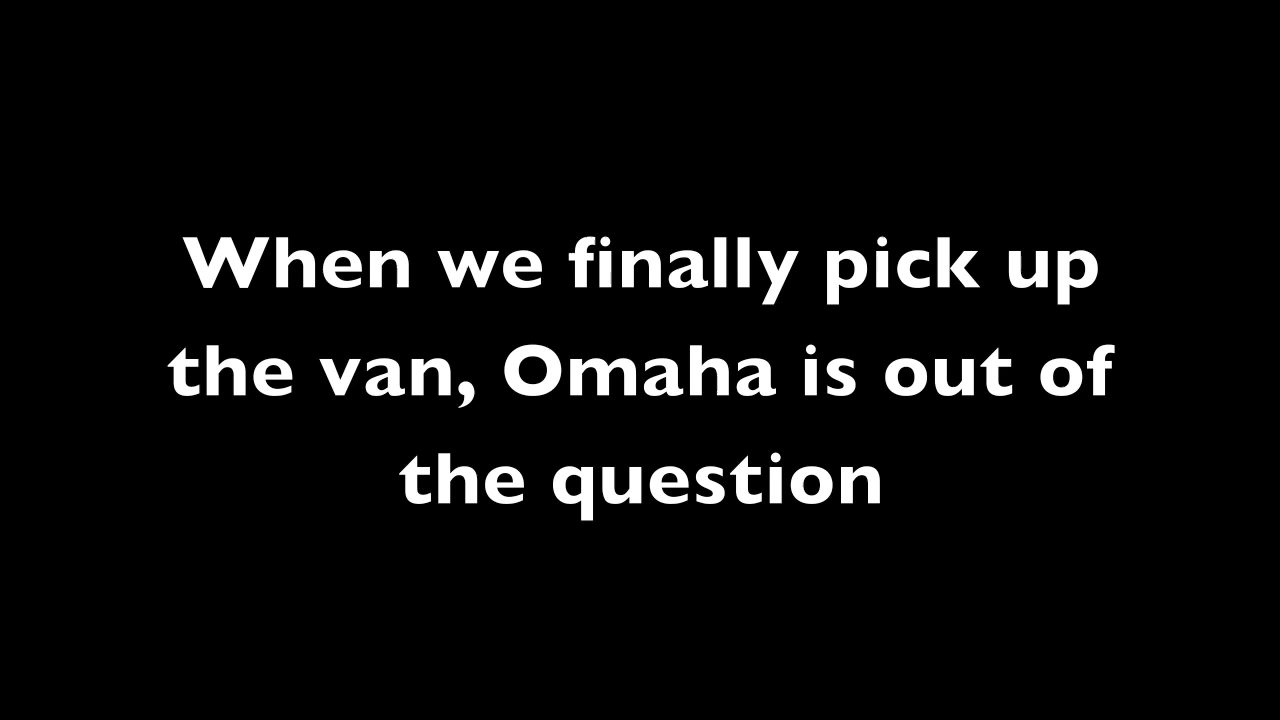 When we finally pick up
the van, Omaha is out of
the question